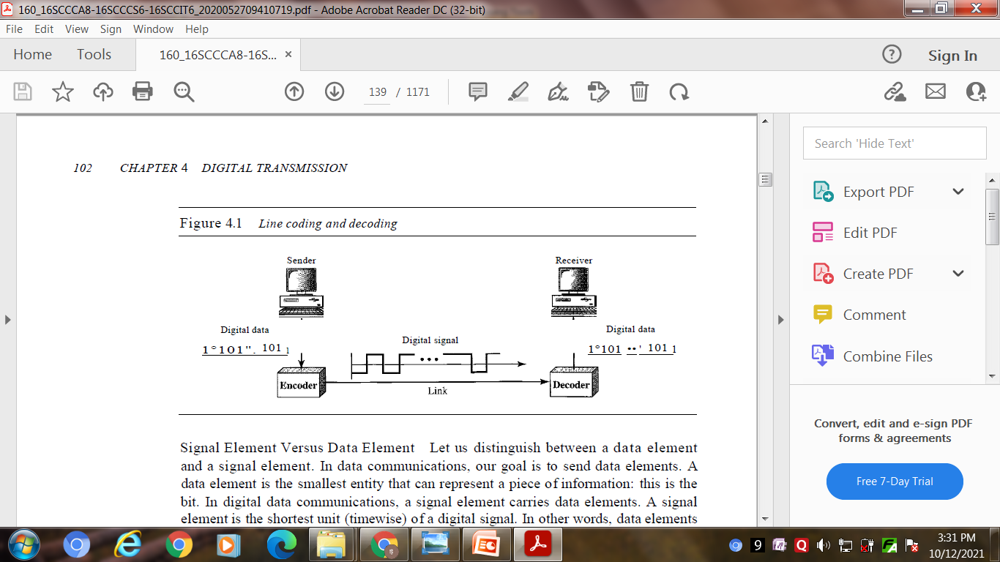 160_16SCCCA8-16SCCCS6-16SCCIT6_2020052709410719.pdf - Adobe Acrobat Reader DC (32-bit)
File Edit View Sign Window Help
Home Tools 160_16SCCCA8-16S... × Sign In
139 / 1171
Search 'Hide Text'
Export PDF
Edit PDF
Create PDF
Comment
Combine Files
Convert, edit and e-sign PDF
forms & agreements
Free 7-Day Trial
102 CHAPTER 4 DIGITAL TRANSMISSION
Figure 4.1 Line coding and decoding
Sender Receiver
Digital data Digital signal Digital data
1°101". 101 1 1°101 ••' 101 1
Encoder Decoder
Link
Signal Element Versus Data Element Let us distinguish between a data element
and a signal element. In data communications, our goal is to send data elements. A
data element is the smallest entity that can represent a piece of information: this is the
bit. In digital data communications, a signal element carries data elements. A signal
element is the shortest unit (timewise) of a digital signal. In other words, data elements
9 Q
3:31 PM
10/12/2021